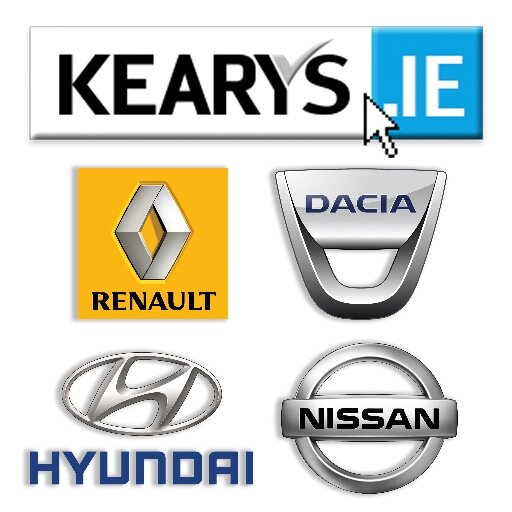 KEARYS.IE
RENAULT
DACIA
HYUNDAI
NISSAN